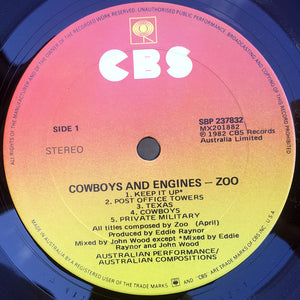 CBS
SBP 237832
MX201882
℗ 1982 CBS Records
Australia Limited
SIDE 1
STEREO
COWBOYS AND ENGINES — ZOO
1. KEEP IT UP*
2. POST OFFICE TOWERS
3. TEXAS
4. COWBOYS
5. PRIVATE MILITARY
All titles composed by Zoo (April)
Produced by Eddie Raynor
Mixed by John Wood except *Mixed by Eddie
Raynor and John Wood
AUSTRALIAN PERFORMANCE/
AUSTRALIAN COMPOSITIONS